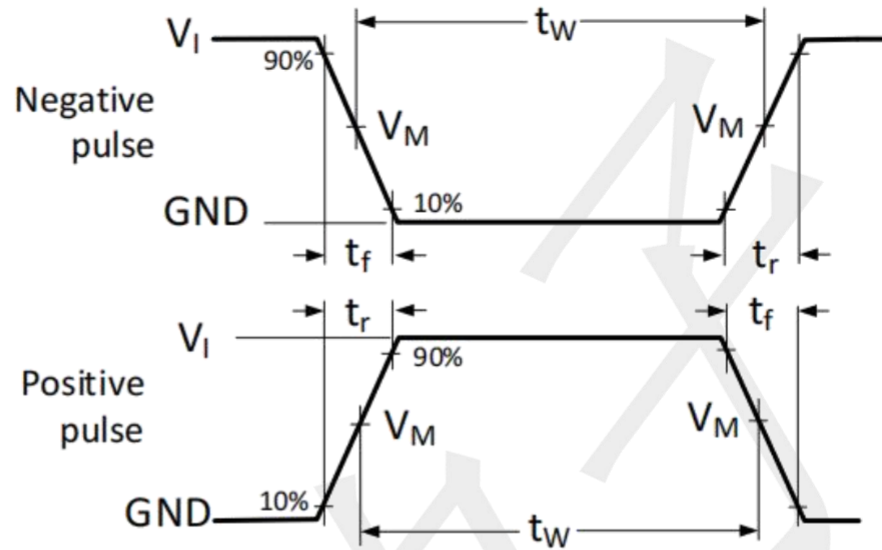 V_I
t_W
90%
Negative
pulse
V_M
V_M
GND
10%
t_f
t_r
t_r
t_f
V_I
90%
Positive
pulse
V_M
V_M
10%
GND
t_W